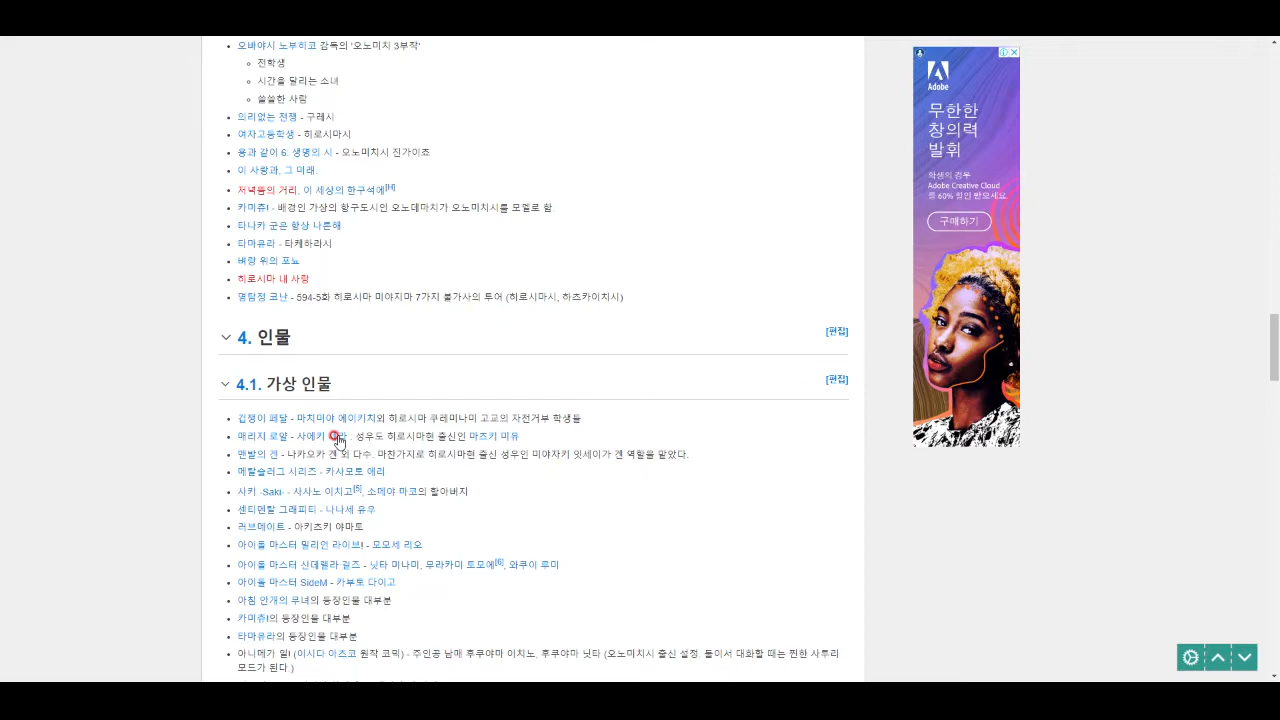 오바야시 노부히코 감독의 '오노미치 3부작'
전학생
시간을 달리는 소녀
쓸쓸한 사람
의리없는 전쟁 - 구레시
여자고등학생 - 히로시마시
용과 같이 6. 생명의 시 - 오노미치시 진가이쵸
이 사랑과, 그 미래.
저녁뜸의 거리, 이 세상의 한구석에[H]
카미츄! - 배경인 가상의 항구도시인 오노데마치가 오노미치시를 모델로 함
타나카 군은 항상 나른해
타마유라 - 타케하라시
벼랑 위의 포뇨
히로시마 내 사랑
명탐정 코난 - 594-5화 히로시마 미야지마 7가지 불가사의 투어 (히로시마시, 하츠카이치시)
4. 인물
[편집]
4.1. 가상 인물
[편집]
겁쟁이 페달 - 마치미야 에이키치와 히로시마 쿠레미나미 고교의 자전거부 학생들
매리지 로얄 - 사에키 : 성우도 히로시마현 출신인 마즈키 미유
맨발의 겐 - 나카오카 겐 외 다수. 마찬가지로 히로시마현 출신 성우인 미야자키 잇세이가 겐 역할을 맡았다.
메탈슬러그 시리즈 - 카사모토 에리
사키 -Saki- - 사사노 이치고[5], 소메야 마코의 할아버지
센티멘탈 그래피티 - 나나세 유우
러브데이트 - 아키츠키 야마토
아이돌 마스터 밀리언 라이브! - 모모세 리오
아이돌 마스터 신데렐라 걸즈 - 닛타 미나미, 무라카미 토모에[6], 와쿠이 루미
아이돌 마스터 SideM - 카부토 다이고
아침 안개의 무녀의 등장인물 대부분
카미츄!의 등장인물 대부분
타마유라의 등장인물 대부분
아니메가 일! (이시다 아츠코 원작 코믹) - 주인공 남매 후쿠야마 이치노, 후쿠야마 닛타 (오노미치시 출신 설정. 둘이서 대화할 때는 찐한 사투리
모드가 된다.)
Adobe
무한한
창의력
발휘
학생의 경우
Adobe Creative Cloud
를 60% 할인 받으세요.
구매하기